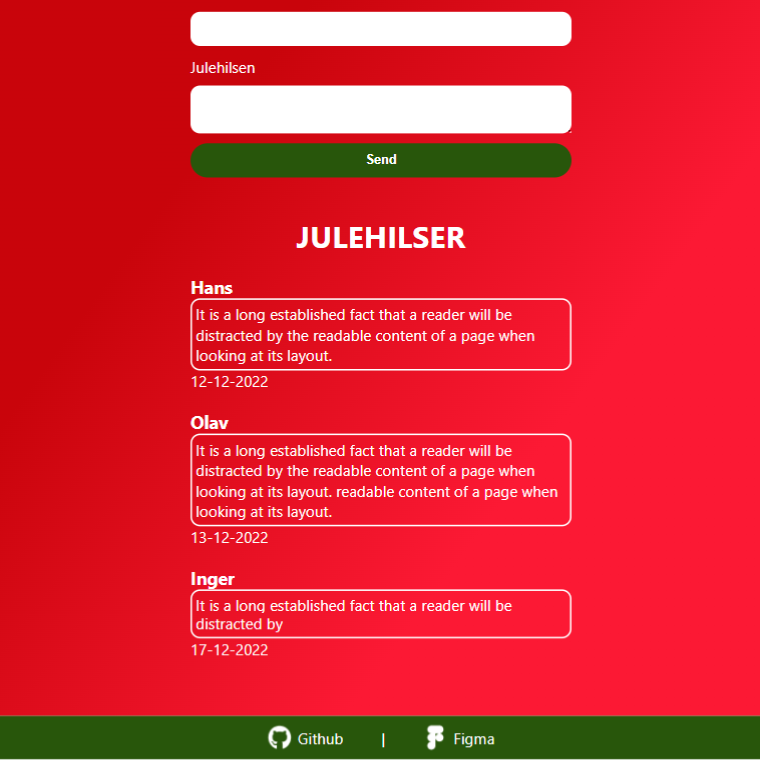 Julehilsen
Send
JULEHILSER
Hans
It is a long established fact that a reader will be
distracted by the readable content of a page when
looking at its layout.
12-12-2022
Olav
It is a long established fact that a reader will be
distracted by the readable content of a page when
looking at its layout. readable content of a page when
looking at its layout.
13-12-2022
Inger
It is a long established fact that a reader will be
distracted by
17-12-2022
Github | Figma